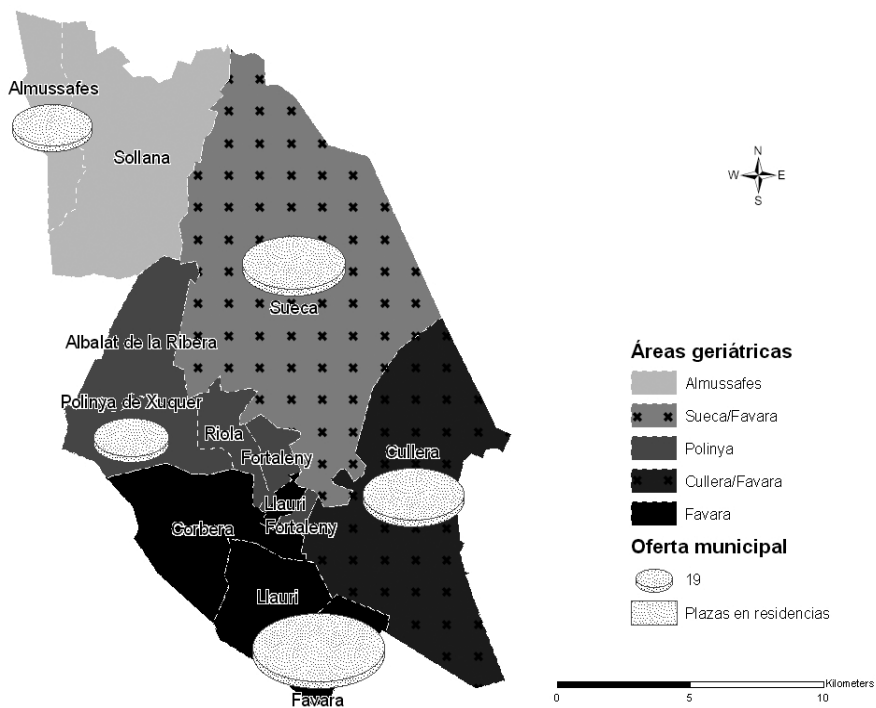 Almussafes
Sollana
N
W
E
S
Sueca
Albalat de la Ribera
Polinya de Xuquer
Riola
Fortaleny
Cullera
Llauri
Corbera
Fortaleny
Llauri
Favara
Áreas geriátricas
Almussafes
Sueca/Favara
Polinya
Cullera/Favara
Favara
Oferta municipal
19
Plazas en residencias
Kilometers
0 5 10